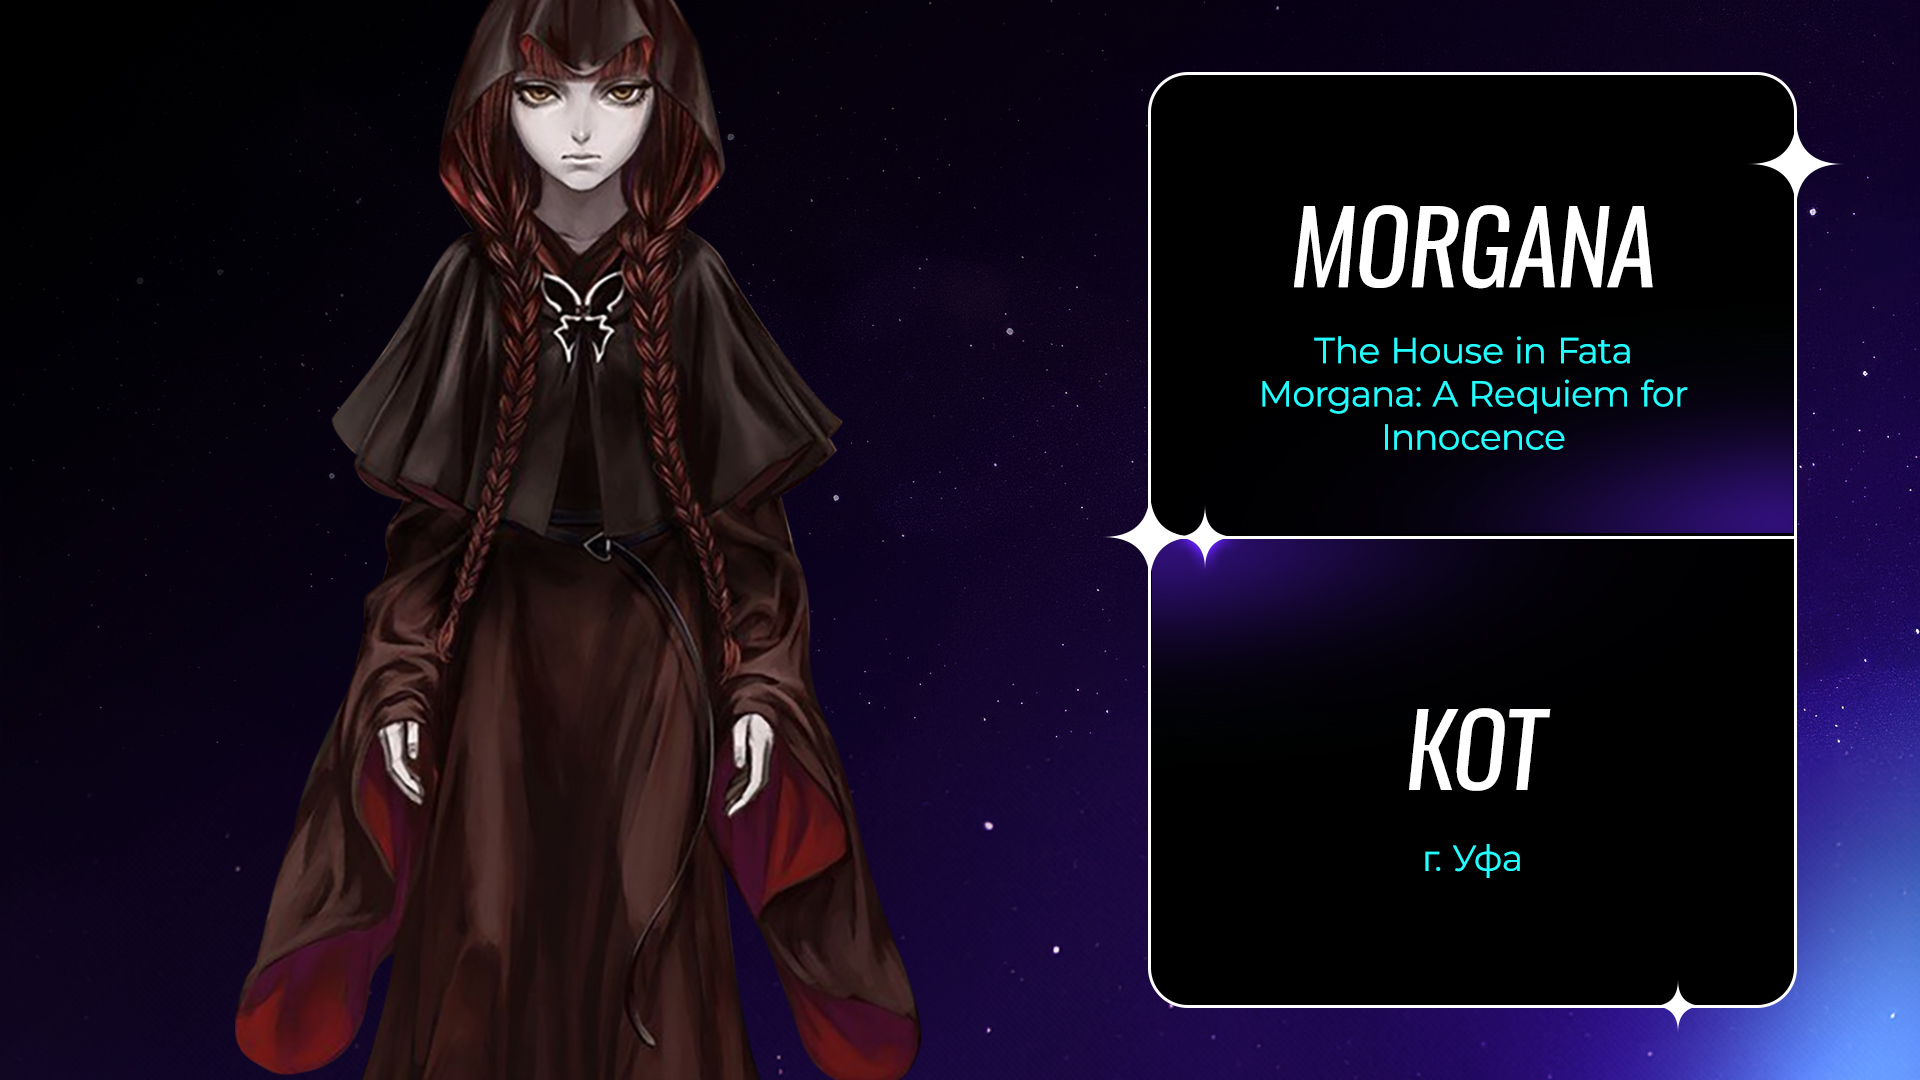 MORGANA
The House in Fata
Morgana: A Requiem for
Innocence
КОТ
г. Уфа